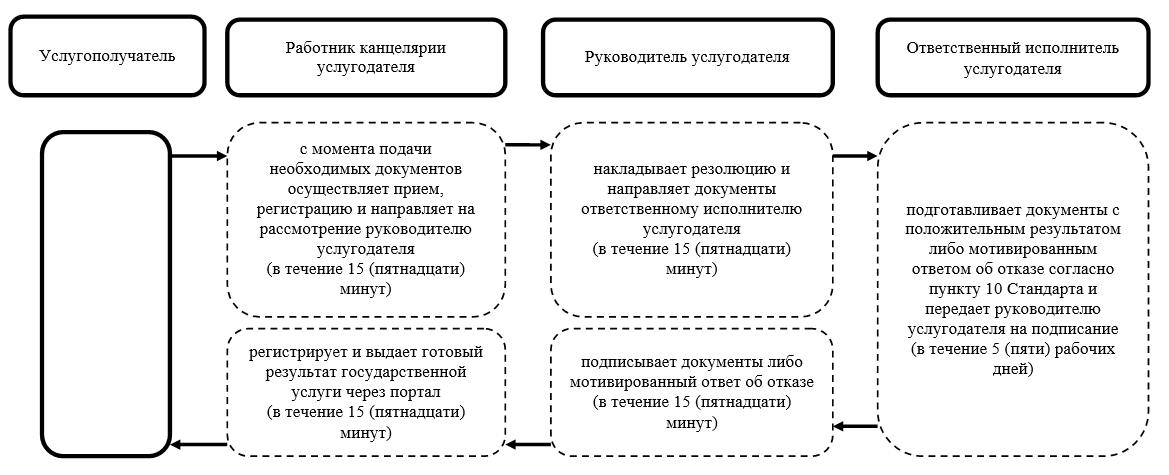 Услугополучатель
Работник канцелярии
услугодателя
Руководитель услугодателя
Ответственный исполнитель
услугодателя
с момента подачи
необходимых документов
осуществляет прием,
регистрацию и направляет на
рассмотрение руководителю
услугодателя
(в течение 15 (пятнадцати)
минут)
накладывает резолюцию и
направляет документы
ответственному исполнителю
услугодателя
(в течение 15 (пятнадцати)
минут)
подготавливает документы с
положительным результатом
либо мотивированным
ответом об отказе согласно
пункту 10 Стандарта и
передает руководителю
услугодателя на подписание
(в течение 5 (пяти) рабочих
дней)
регистрирует и выдает готовый
результат государственной
услуги через портал
(в течение 15 (пятнадцати)
минут)
подписывает документы либо
мотивированный ответ об отказе
(в течение 15 (пятнадцати)
минут)